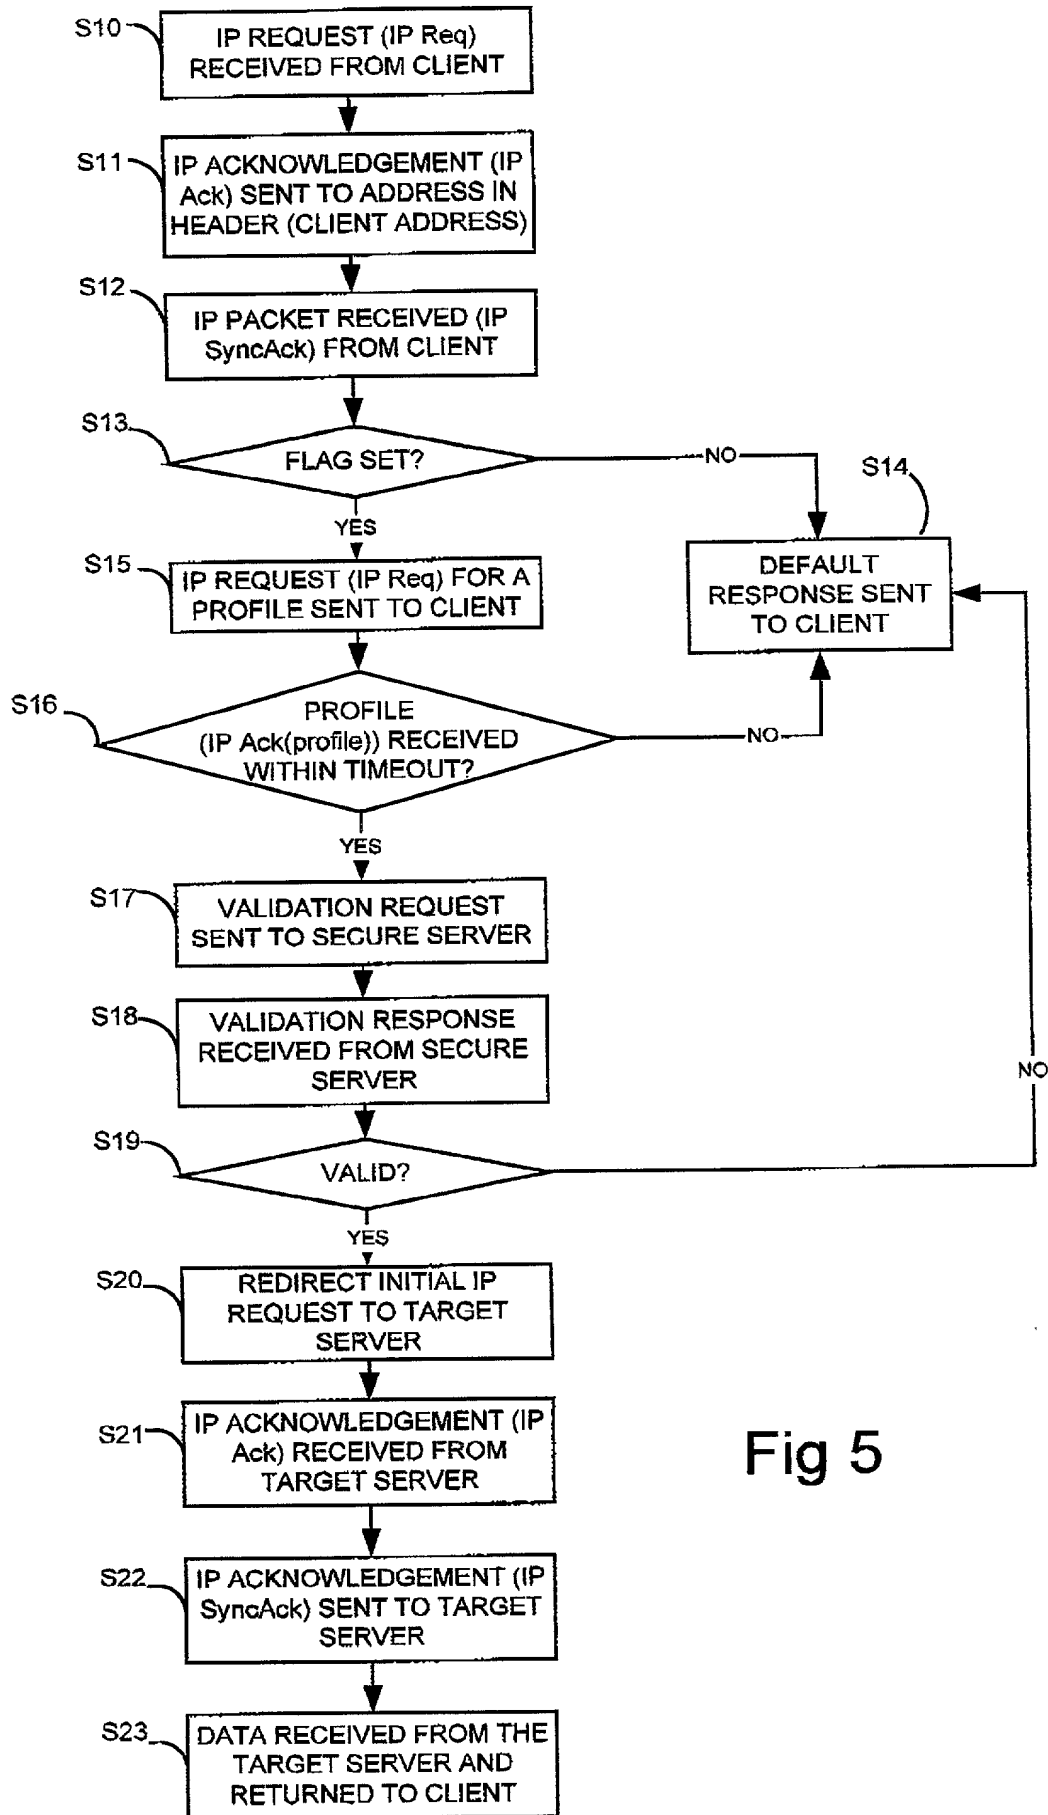 S10
IP REQUEST (IP Req)
RECEIVED FROM CLIENT
S11
IP ACKNOWLEDGEMENT (IP
Ack) SENT TO ADDRESS IN
HEADER (CLIENT ADDRESS)
S12
IP PACKET RECEIVED (IP
SyncAck) FROM CLIENT
S13
FLAG SET?
NO
S14
DEFAULT
RESPONSE SENT
TO CLIENT
YES
S15
IP REQUEST (IP Req) FOR A
PROFILE SENT TO CLIENT
S16
PROFILE
(IP Ack(profile)) RECEIVED
WITHIN TIMEOUT?
NO
YES
S17
VALIDATION REQUEST
SENT TO SECURE SERVER
S18
VALIDATION RESPONSE
RECEIVED FROM SECURE
SERVER
NO
S19
VALID?
YES
S20
REDIRECT INITIAL IP
REQUEST TO TARGET
SERVER
S21
IP ACKNOWLEDGEMENT (IP
Ack) RECEIVED FROM
TARGET SERVER
Fig 5
S22
IP ACKNOWLEDGEMENT (IP
SyncAck) SENT TO TARGET
SERVER
S23
DATA RECEIVED FROM THE
TARGET SERVER AND
RETURNED TO CLIENT